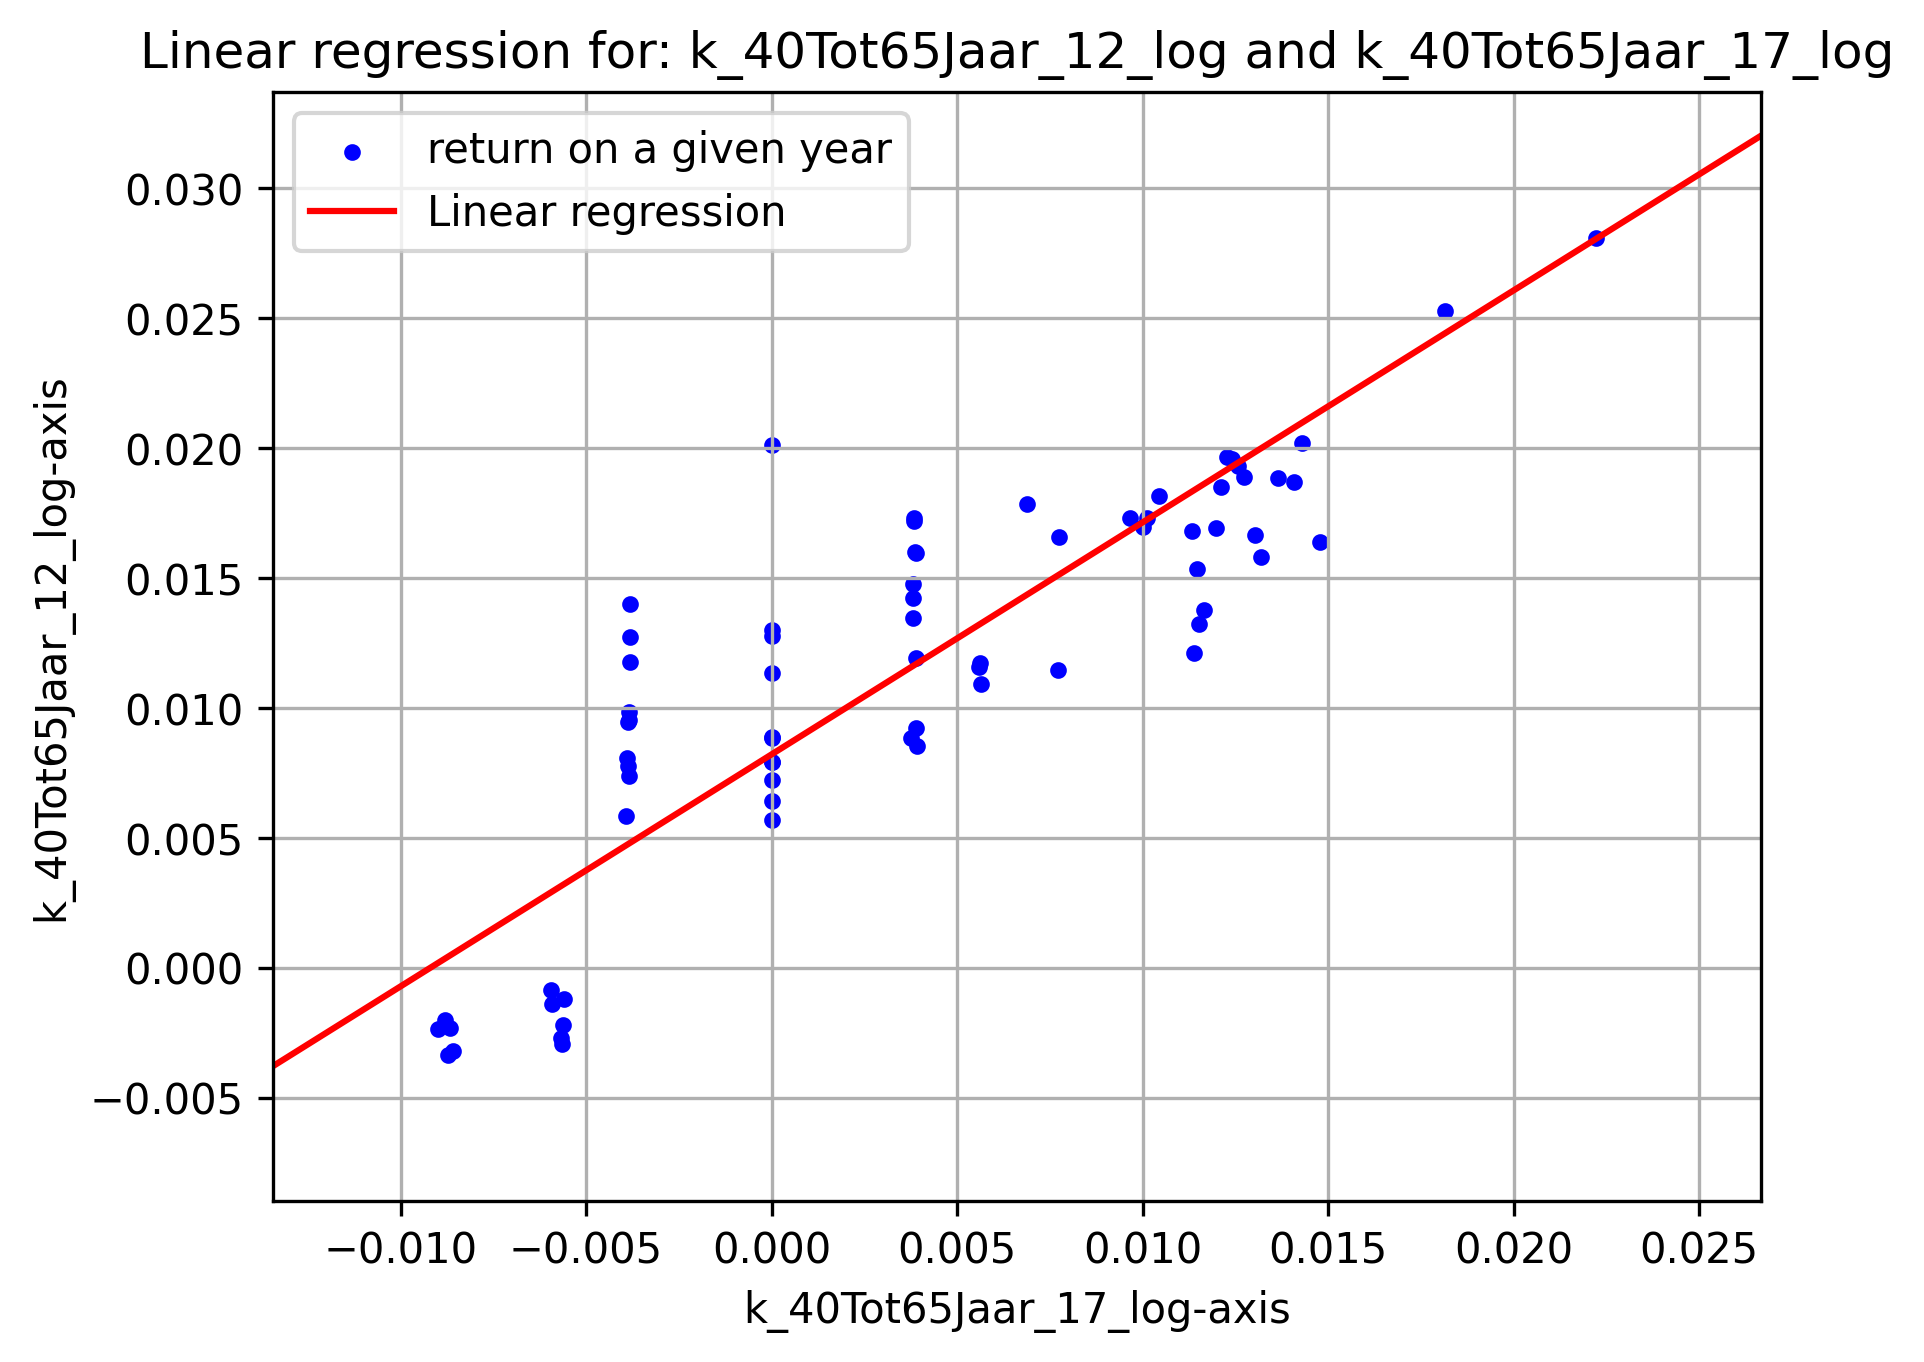 Linear regression for: k_40Tot65Jaar_12_log and k_40Tot65Jaar_17_log
return on a given year
Linear regression
0.030
0.025
0.020
0.015
0.010
0.005
0.000
−0.005
k_40Tot65Jaar_12_log-axis
−0.010 −0.005 0.000 0.005 0.010 0.015 0.020 0.025
k_40Tot65Jaar_17_log-axis